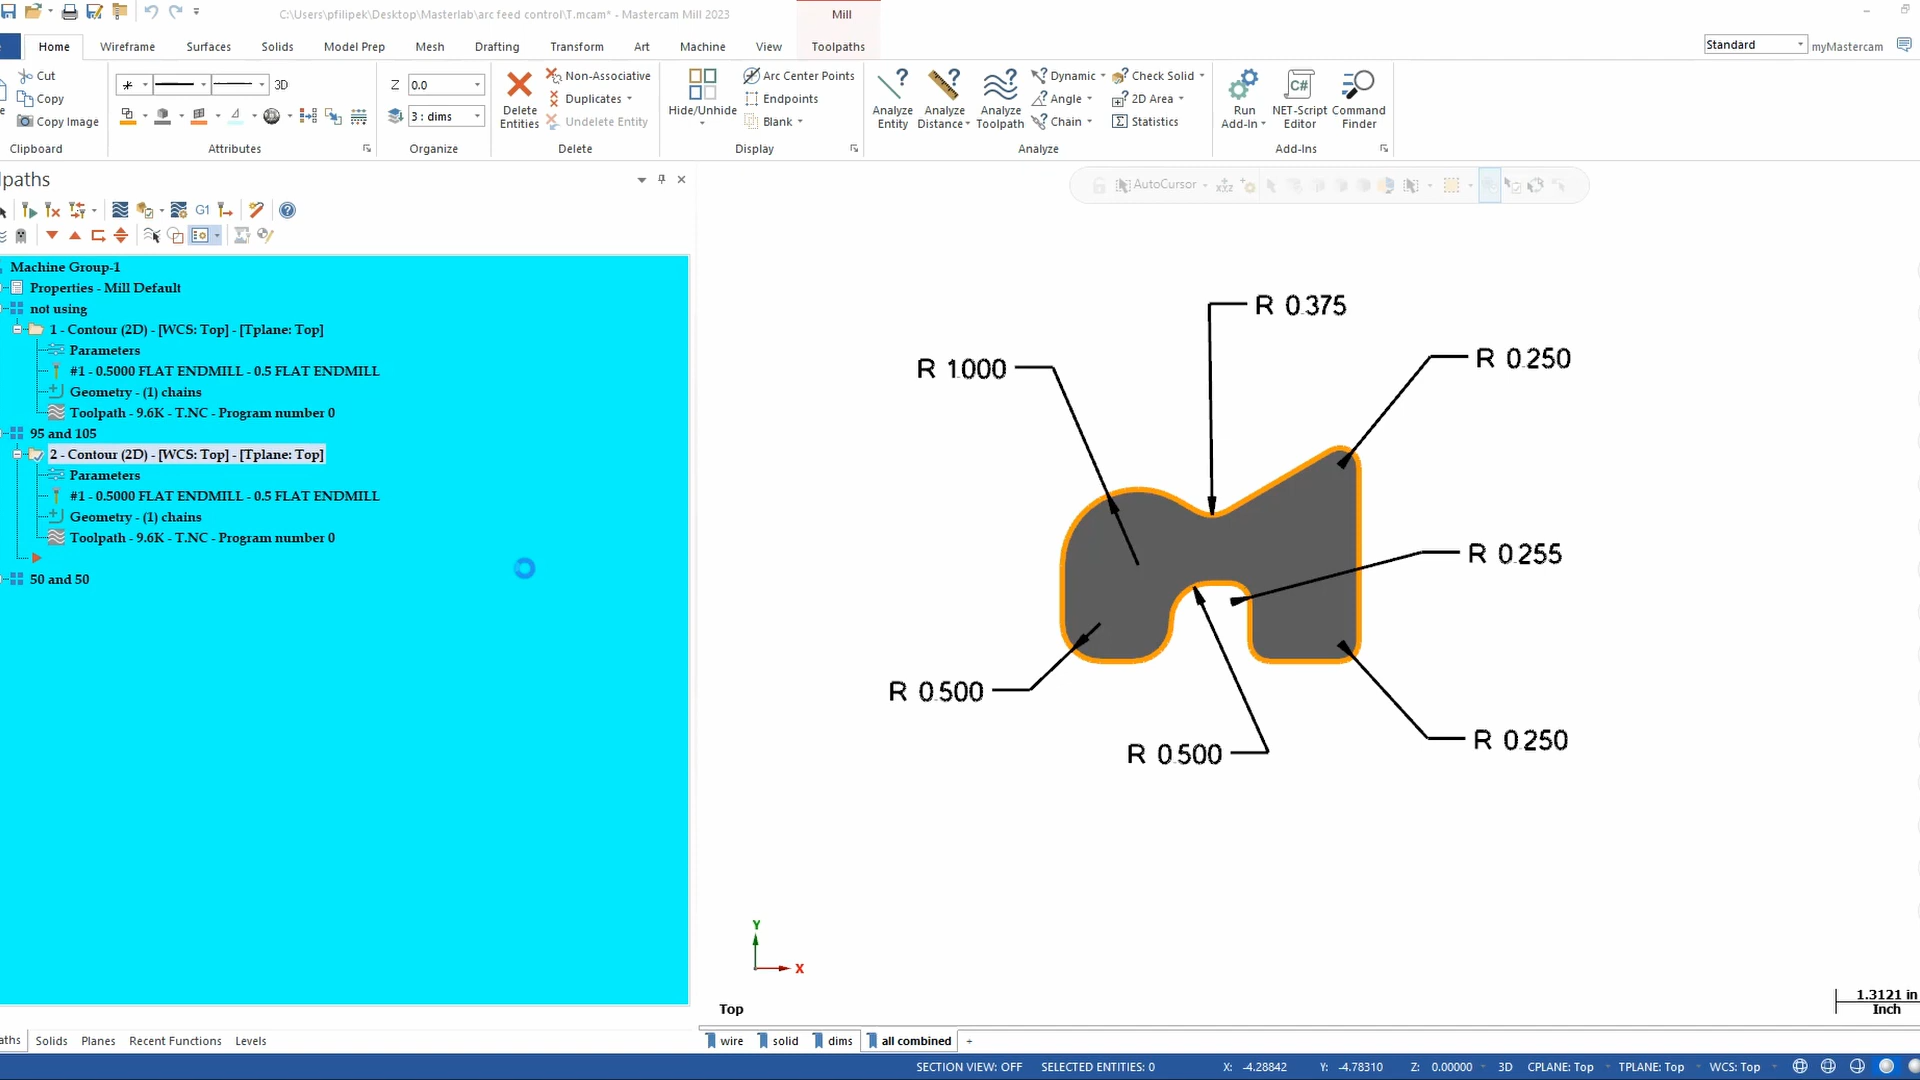 C:\Users\pfilipek\Desktop\Masterlab\arc feed control\T.mcam* - Mastercam Mill 2023
Mill
Home Wireframe Surfaces Solids Model Prep Mesh Drafting Transform Art Machine View Toolpaths
Standard myMastercam
Cut
Copy
Copy Image
Clipboard
3D
Attributes
Z 0.0
3 : dims
Organize
Delete Entities
Non-Associative
Duplicates
Undelete Entity
Delete
Hide/Unhide
Arc Center Points
Endpoints
Blank
Display
Analyze Entity
Analyze Distance
Analyze Toolpath
Dynamic
Angle
Chain
Check Solid
2D Area
Statistics
Analyze
Run Add-In
NET-Script Editor
Command Finder
Add-Ins
lpaths
G1
AutoCursor
Machine Group-1
Properties - Mill Default
not using
1 - Contour (2D) - [WCS: Top] - [Tplane: Top]
Parameters
#1 - 0.5000 FLAT ENDMILL - 0.5 FLAT ENDMILL
Geometry - (1) chains
Toolpath - 9.6K - T.NC - Program number 0
95 and 105
2 - Contour (2D) - [WCS: Top] - [Tplane: Top]
Parameters
#1 - 0.5000 FLAT ENDMILL - 0.5 FLAT ENDMILL
Geometry - (1) chains
Toolpath - 9.6K - T.NC - Program number 0
50 and 50
R 0.375
R 1.000
R 0.250
R 0.255
R 0.500
R 0.500
R 0.250
Y
X
Top
1.3121 in
Inch
aths Solids Planes Recent Functions Levels
wire solid dims all combined +
SECTION VIEW: OFF SELECTED ENTITIES: 0 X: -4.28842 Y: -4.78310 Z: 0.00000 3D CPLANE: Top TPLANE: Top WCS: Top